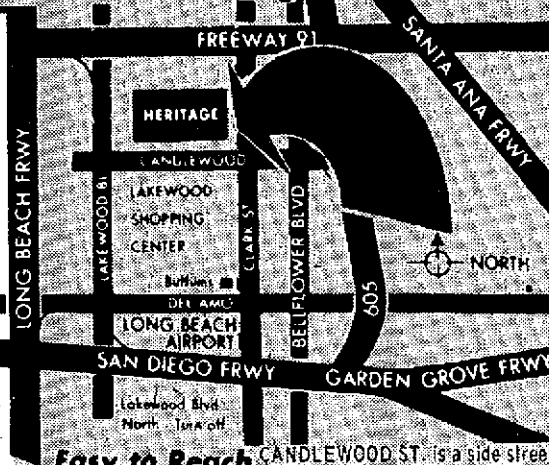 FREEWAY 91
SANTA ANA FRWY
HERITAGE
CANDLEWOOD
LONG BEACH FRWY
LAKEWOOD BL
LAKEWOOD
SHOPPING
CENTER
CLARK ST
BELLFLOWER BLVD
NORTH
Buffums
605
DEL AMO
LONG BEACH
AIRPORT
SAN DIEGO FRWY
GARDEN GROVE FRWY
Lakewood Blvd
North Turn off
Easy to Reach CANDLEWOOD ST. is a side stree